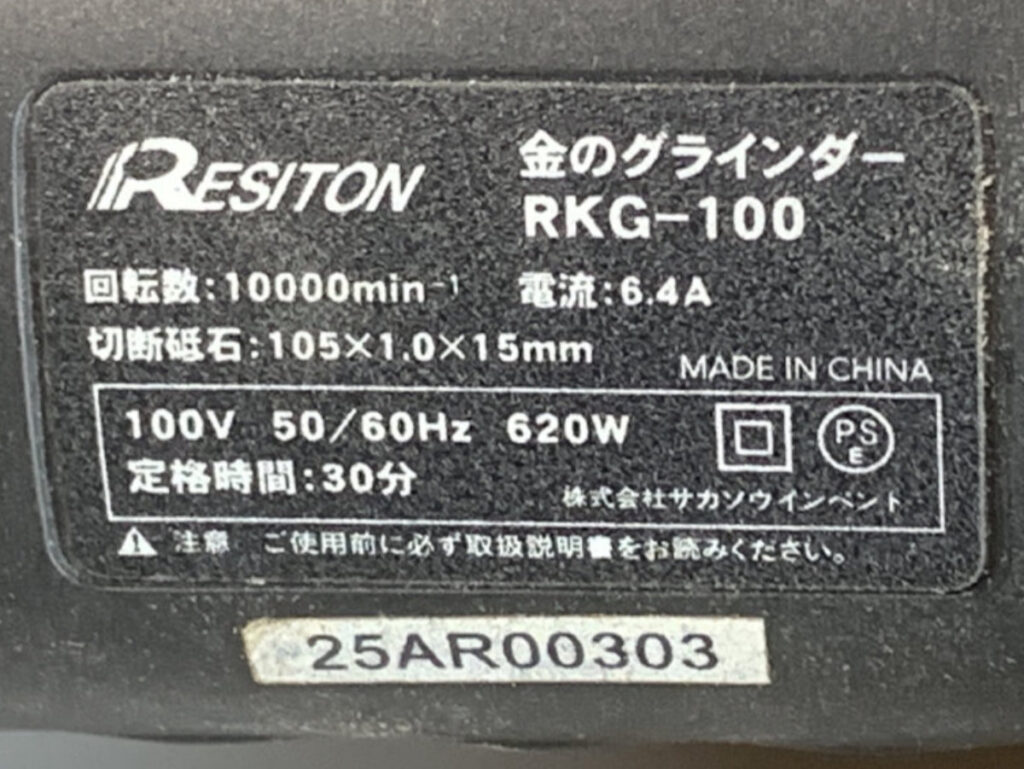 RESITON
金のグラインダー
RKG-100
回転数:10000min⁻¹ 電流:6.4A
切断砥石:105×1.0×15mm
MADE IN CHINA
100V 50/60Hz 620W
PS
E
定格時間:30分
株式会社サカソウインベント
注意 ご使用前に必ず取扱説明書をお読みください。
25AR00303